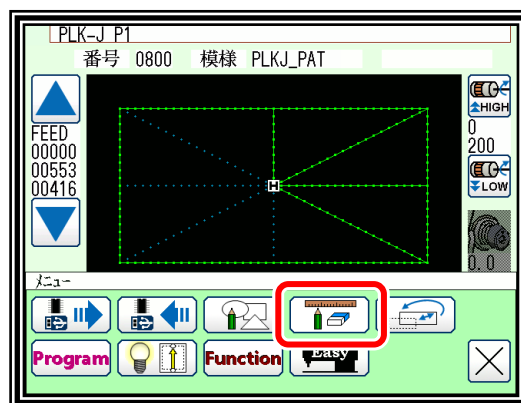 PLK-J P1
番号 0800 模様 PLKJ_PAT
FEED
00000
00553
00416
HIGH
0
200
LOW
0.0
H
メニュー
Program
Function
Easy